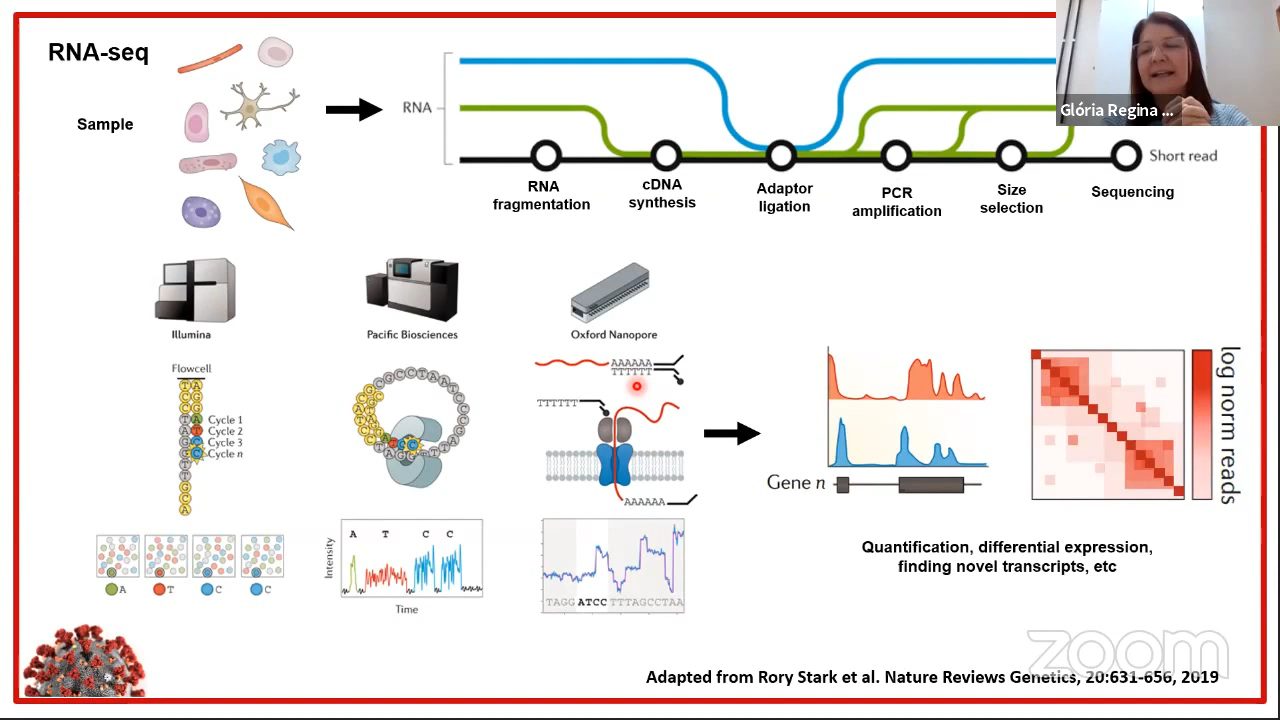 RNA-seq
Sample
RNA
Short read
RNA
fragmentation
cDNA
synthesis
Adaptor
ligation
PCR
amplification
Size
selection
Sequencing
Glória Regina ...
Illumina
Pacific Biosciences
Oxford Nanopore
Flowcell
Cycle 1
Cycle 2
Cycle 3
Cycle n
AAAAAA
TTTTTT
TTTTTT
AAAAAA
Gene n
log norm reads
A
T
C
C
Intensity
A T C C
Time
TAGG ATCC TTTAGCCTAA
Quantification, differential expression,
finding novel transcripts, etc
zoom
Adapted from Rory Stark et al. Nature Reviews Genetics, 20:631-656, 2019